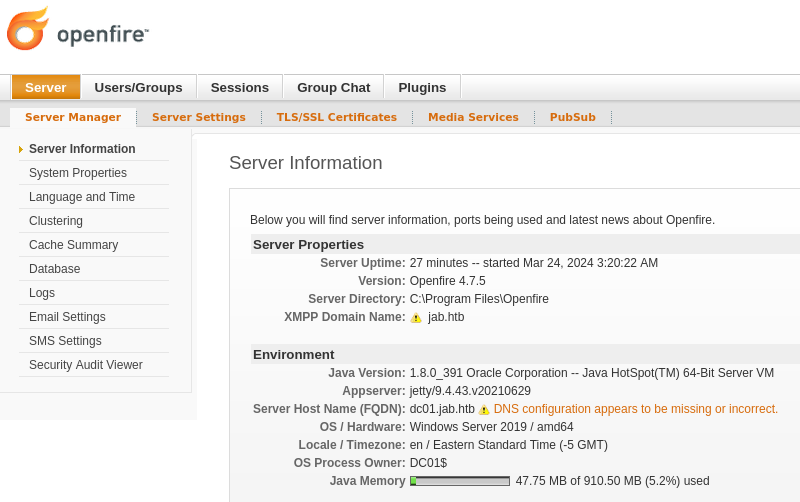 openfire™
Server Users/Groups Sessions Group Chat Plugins
Server Manager Server Settings TLS/SSL Certificates Media Services PubSub
Server Information
System Properties
Language and Time
Clustering
Cache Summary
Database
Logs
Email Settings
SMS Settings
Security Audit Viewer
Server Information
Below you will find server information, ports being used and latest news about Openfire.
Server Properties
Server Uptime: 27 minutes -- started Mar 24, 2024 3:20:22 AM
Version: Openfire 4.7.5
Server Directory: C:\Program Files\Openfire
XMPP Domain Name: jab.htb
Environment
Java Version: 1.8.0_391 Oracle Corporation -- Java HotSpot(TM) 64-Bit Server VM
Appserver: jetty/9.4.43.v20210629
Server Host Name (FQDN): dc01.jab.htb DNS configuration appears to be missing or incorrect.
OS / Hardware: Windows Server 2019 / amd64
Locale / Timezone: en / Eastern Standard Time (-5 GMT)
OS Process Owner: DC01$
Java Memory 47.75 MB of 910.50 MB (5.2%) used